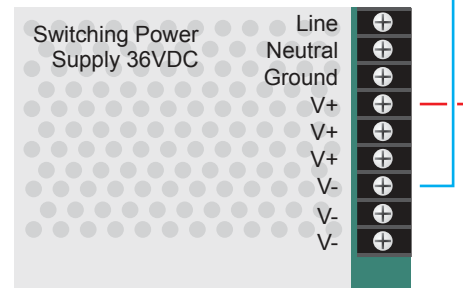 Switching Power
Supply 36VDC
Line
Neutral
Ground
V+
V+
V+
V-
V-
V-